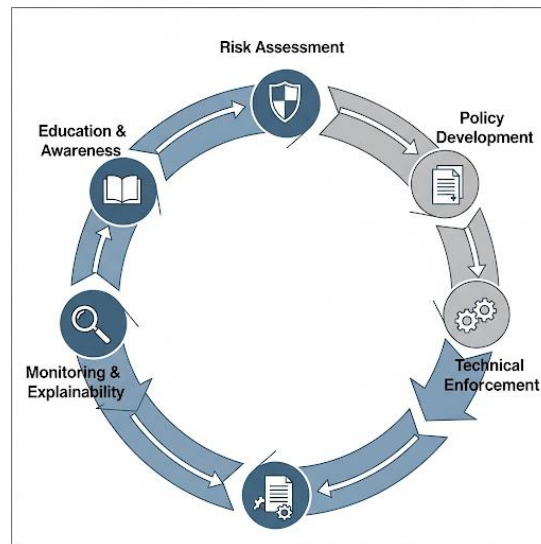 Risk Assessment
Policy
Development
Education &
Awareness
Technical
Enforcement
Monitoring &
Explainability